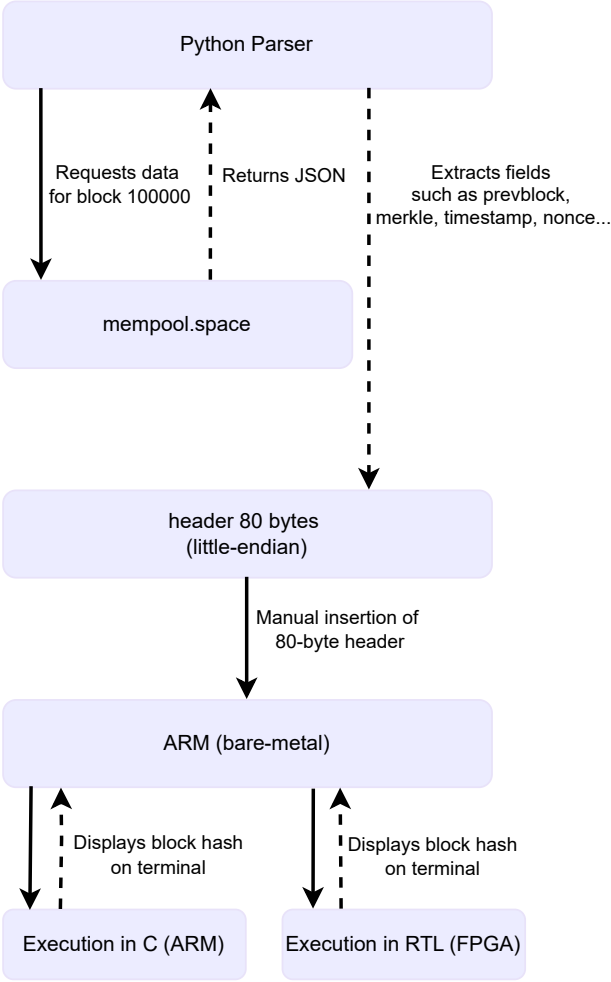 Python Parser
Requests data
for block 100000
Returns JSON
Extracts fields
such as prevblock,
merkle, timestamp, nonce...
mempool.space
header 80 bytes
(little-endian)
Manual insertion of
80-byte header
ARM (bare-metal)
Displays block hash
on terminal
Displays block hash
on terminal
Execution in C (ARM)
Execution in RTL (FPGA)